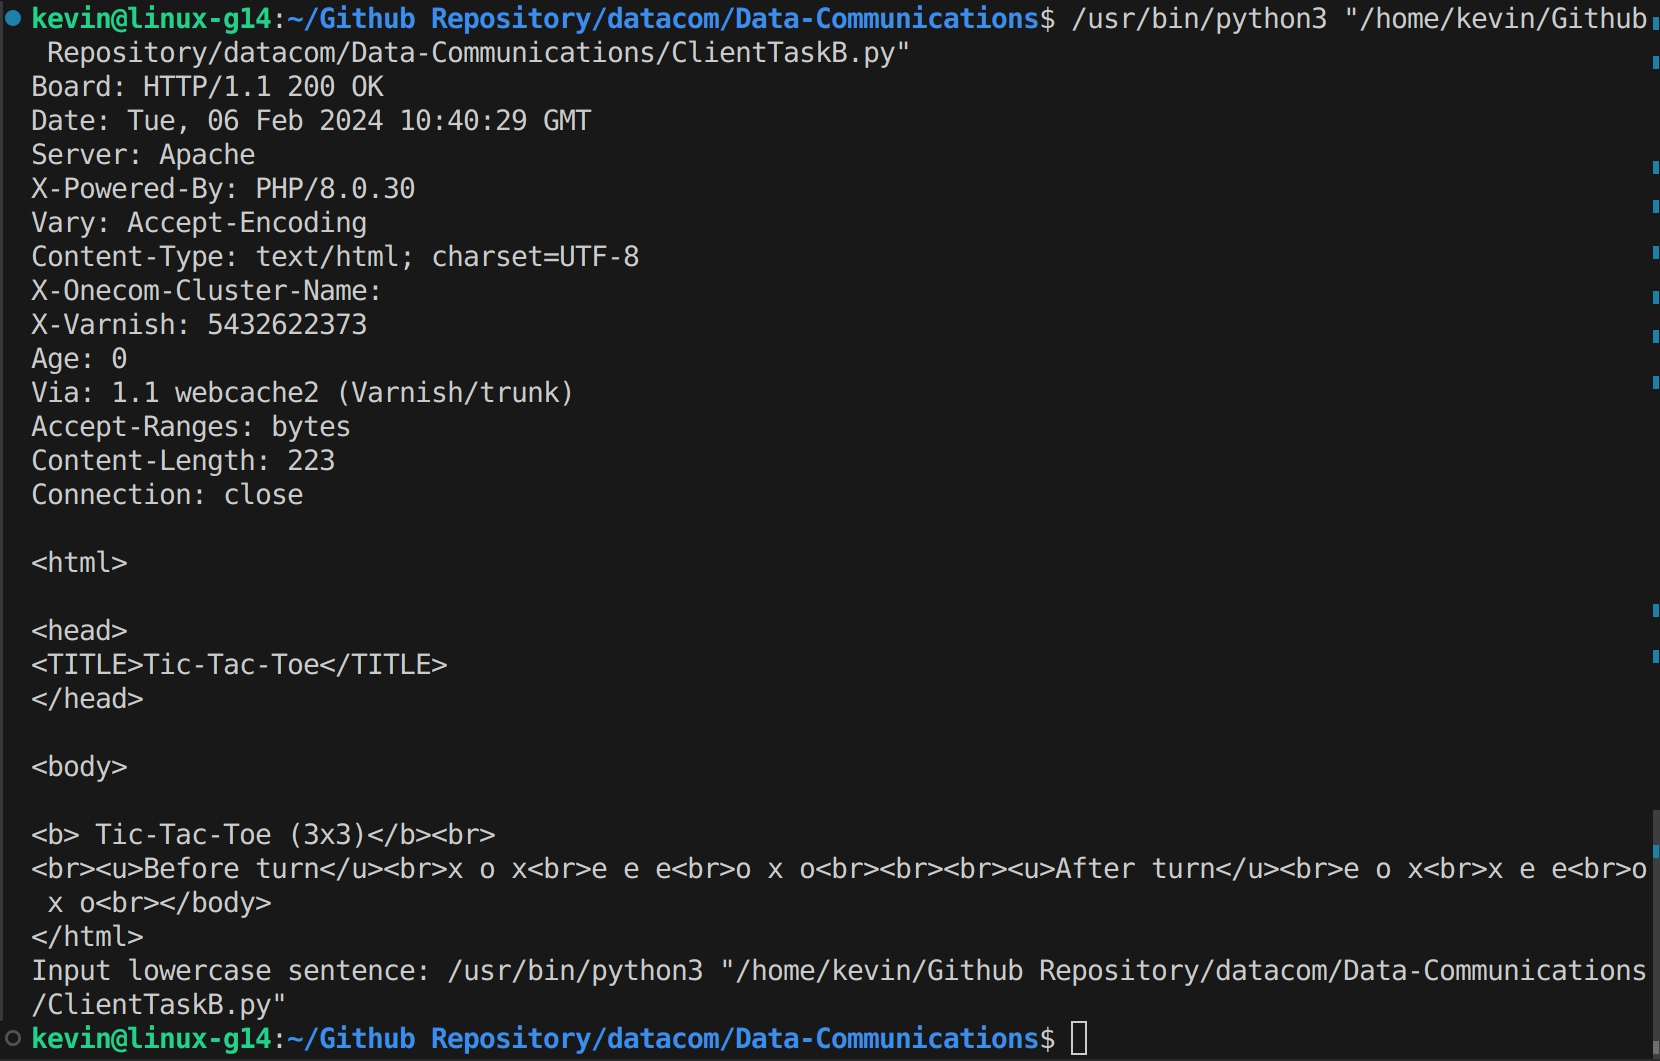 kevin@linux-g14:~/Github Repository/datacom/Data-Communications$ /usr/bin/python3 "/home/kevin/Github
 Repository/datacom/Data-Communications/ClientTaskB.py"
Board: HTTP/1.1 200 OK
Date: Tue, 06 Feb 2024 10:40:29 GMT
Server: Apache
X-Powered-By: PHP/8.0.30
Vary: Accept-Encoding
Content-Type: text/html; charset=UTF-8
X-Onecom-Cluster-Name:
X-Varnish: 5432622373
Age: 0
Via: 1.1 webcache2 (Varnish/trunk)
Accept-Ranges: bytes
Content-Length: 223
Connection: close

<html>

<head>
<TITLE>Tic-Tac-Toe</TITLE>
</head>

<body>

<b> Tic-Tac-Toe (3x3)</b><br>
<br><u>Before turn</u><br>x o x<br>e e e<br>o x o<br><br><br><u>After turn</u><br>e o x<br>x e e<br>o
 x o<br></body>
</html>
Input lowercase sentence: /usr/bin/python3 "/home/kevin/Github Repository/datacom/Data-Communications
/ClientTaskB.py"
kevin@linux-g14:~/Github Repository/datacom/Data-Communications$